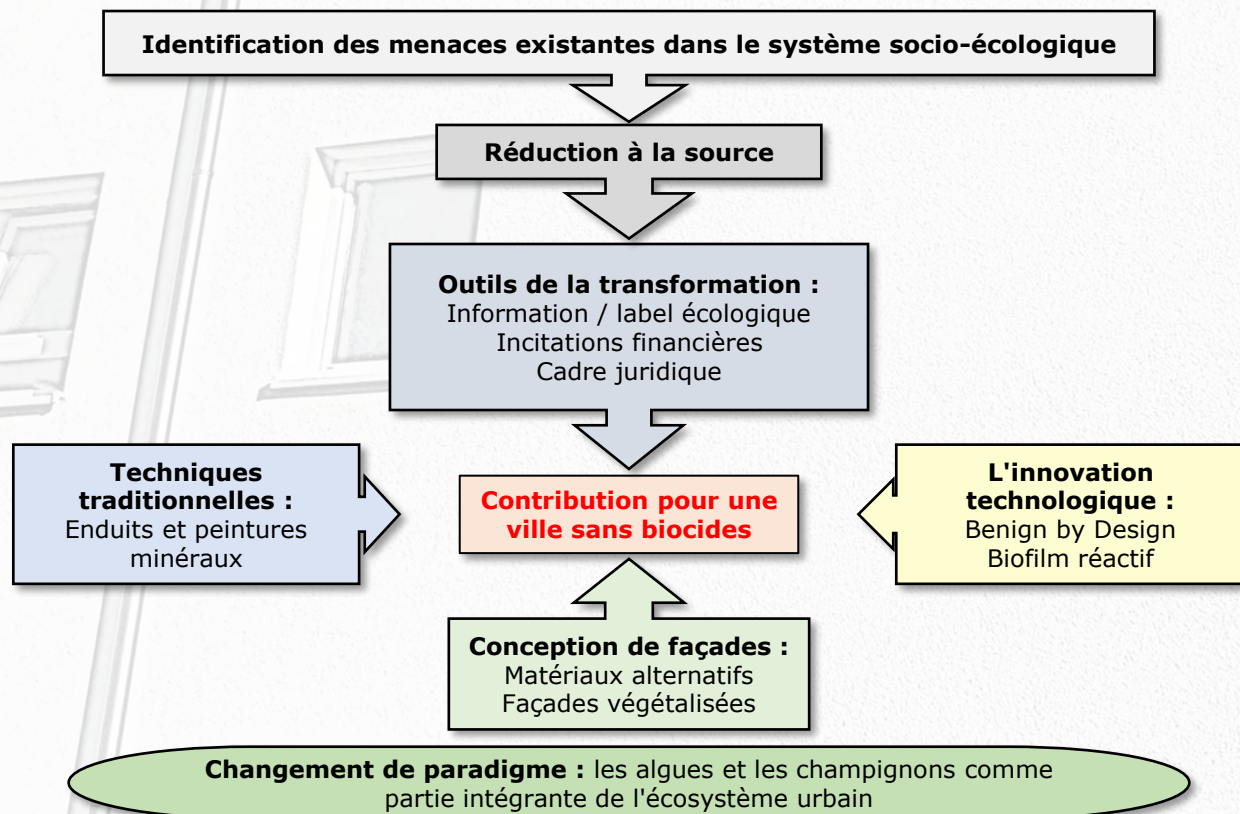 Identification des menaces existantes dans le système socio-écologique
Réduction à la source
Outils de la transformation :
Information / label écologique
Incitations financières
Cadre juridique
Techniques
traditionnelles :
Enduits et peintures
minéraux
Contribution pour une
ville sans biocides
L'innovation
technologique :
Benign by Design
Biofilm réactif
Conception de façades :
Matériaux alternatifs
Façades végétalisées
Changement de paradigme : les algues et les champignons comme
partie intégrante de l'écosystème urbain